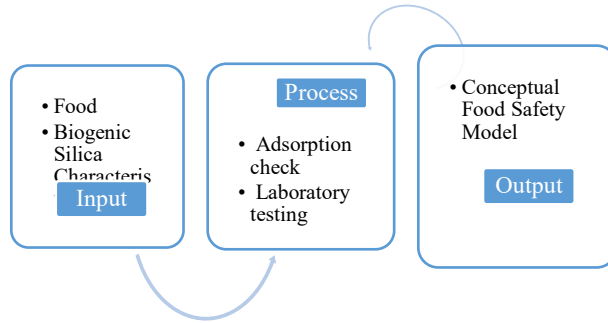 • Food
• Biogenic
Silica
Characteris
Input
Process
• Adsorption
check
• Laboratory
testing
• Conceptual
Food Safety
Model
Output